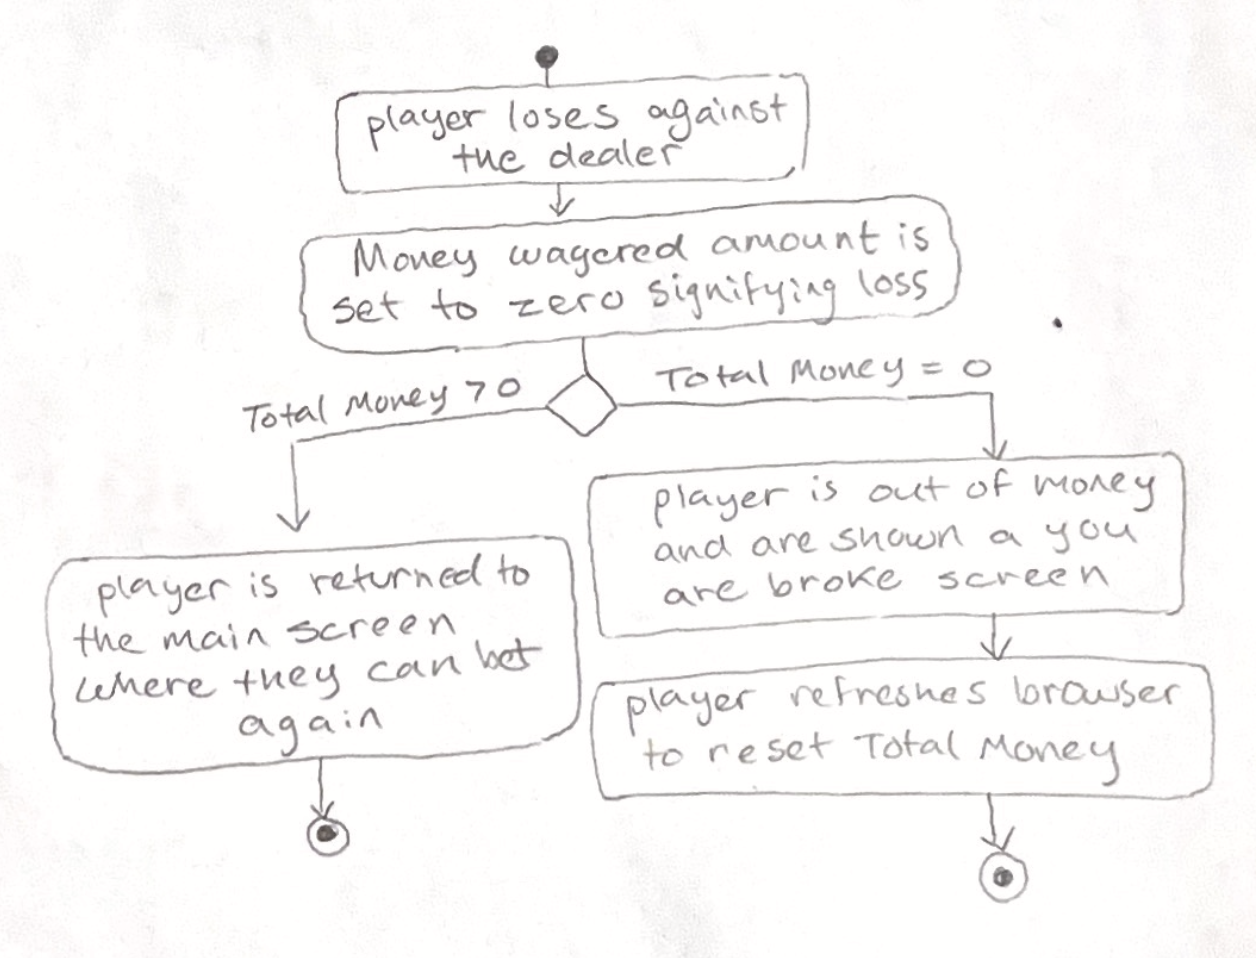 player loses against
the dealer
Money wagered amount is
set to zero signifying loss
Total Money > 0
Total Money = 0
player is out of money
and are shown a you
are broke screen
player is returned to
the main screen
where they can bet
again
player refreshes browser
to reset Total Money